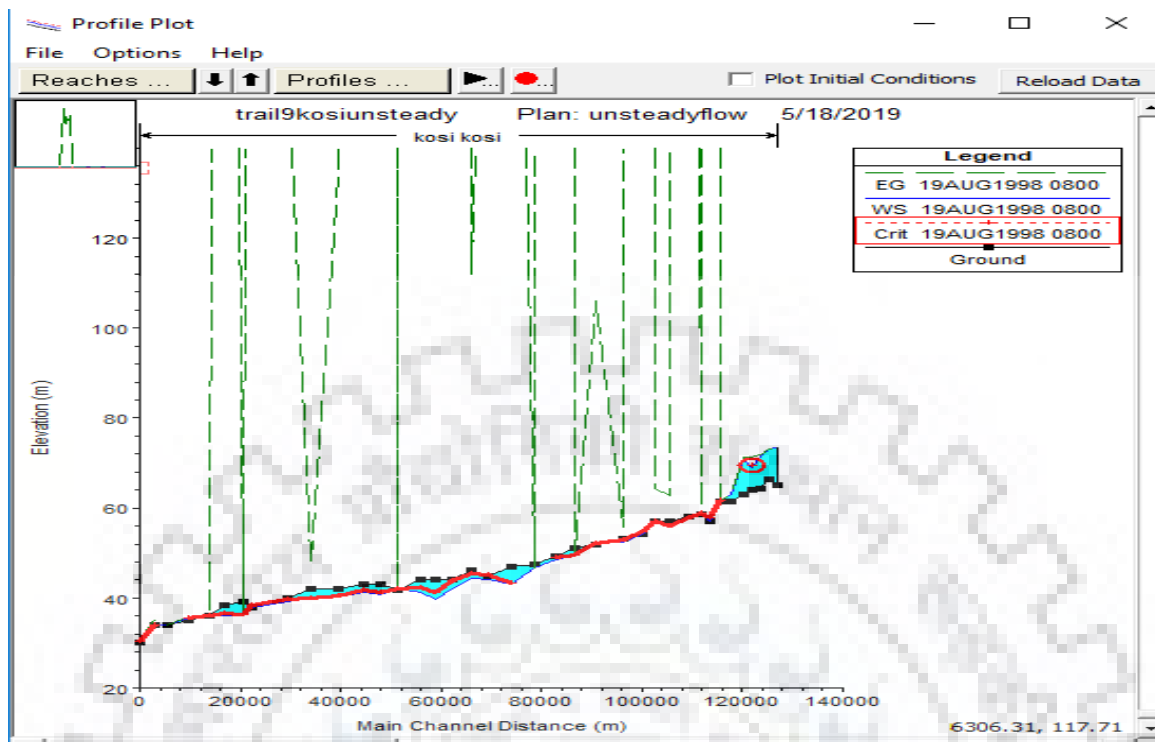 Profile Plot
File Options Help
Reaches ... Profiles ... Plot Initial Conditions Reload Data
trail9kosiunsteady Plan: unsteadyflow 5/18/2019
kosi kosi
Legend
EG 19AUG1998 0800
WS 19AUG1998 0800
Crit 19AUG1998 0800
Ground
120
100
80
60
40
20
Elevation (m)
0 20000 40000 60000 80000 100000 120000 140000
Main Channel Distance (m)
6306.31, 117.71